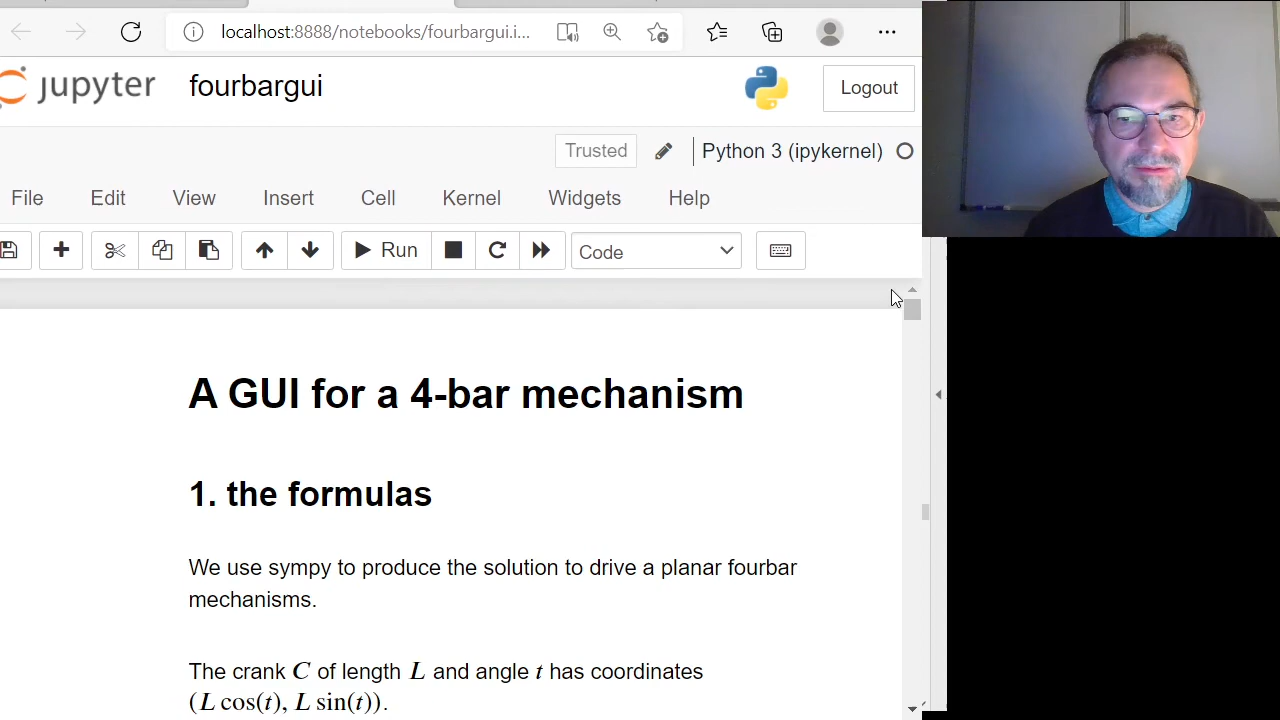 localhost:8888/notebooks/fourbargui.i...
jupyter fourbargui
Logout
Trusted Python 3 (ipykernel)
File Edit View Insert Cell Kernel Widgets Help
Run Code
A GUI for a 4-bar mechanism
1. the formulas
We use sympy to produce the solution to drive a planar fourbar
mechanisms.
The crank C of length L and angle t has coordinates
(L cos(t), L sin(t)).